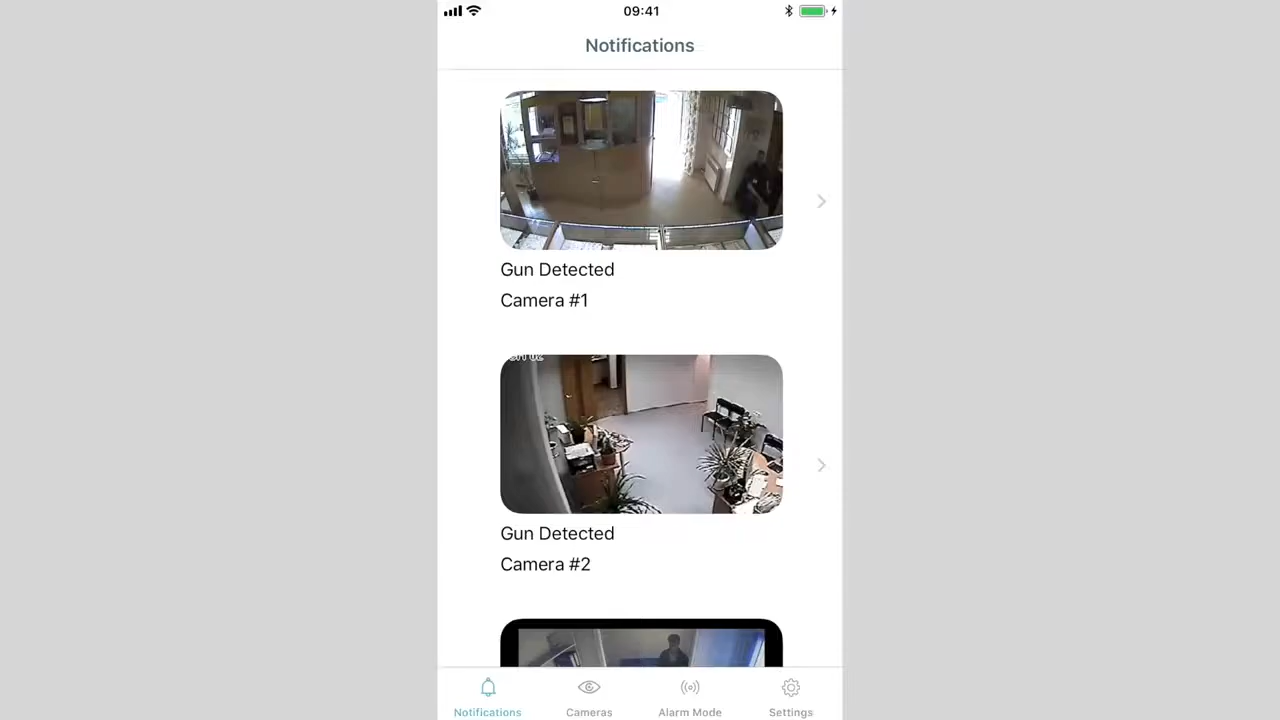 09:41
Notifications
Gun Detected
Camera #1
Gun Detected
Camera #2
Notifications
Cameras
Alarm Mode
Settings